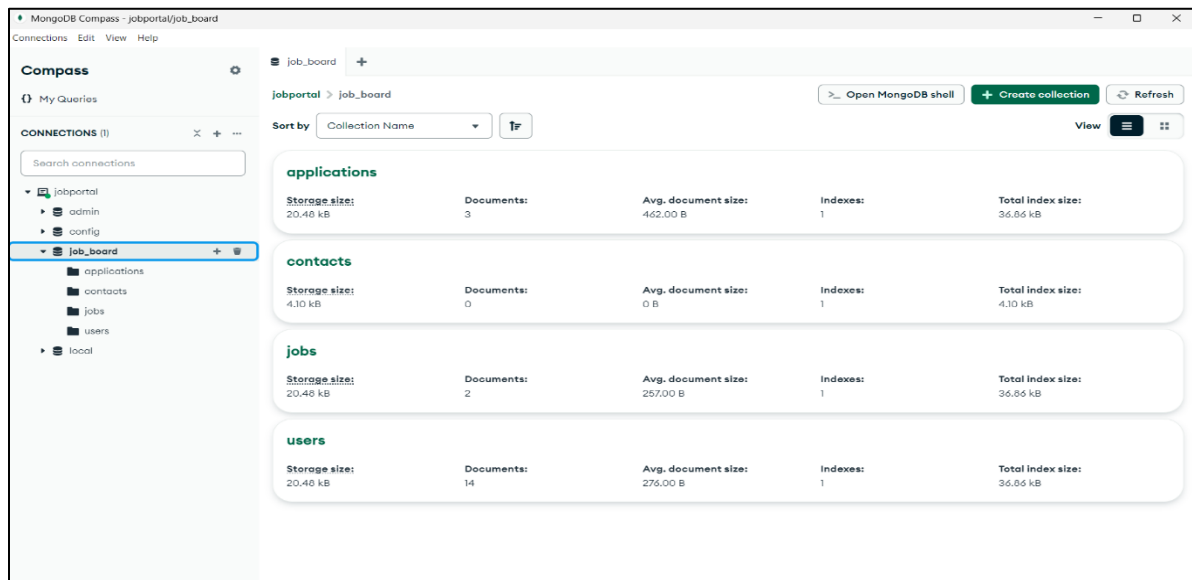 MongoDB Compass - jobportal/job_board
Connections Edit View Help
Compass
{} My Queries
CONNECTIONS (1)
Search connections
jobportal
admin
config
job_board
applications
contacts
jobs
users
local
job_board
jobportal > job_board
>_ Open MongoDB shell + Create collection Refresh
Sort by Collection Name View
applications
Storage size: Documents: Avg. document size: Indexes: Total index size:
20.48 kB 3 462.00 B 1 36.86 kB
contacts
Storage size: Documents: Avg. document size: Indexes: Total index size:
4.10 kB 0 0 B 1 4.10 kB
jobs
Storage size: Documents: Avg. document size: Indexes: Total index size:
20.48 kB 2 257.00 B 1 36.86 kB
users
Storage size: Documents: Avg. document size: Indexes: Total index size:
20.48 kB 14 276.00 B 1 36.86 kB